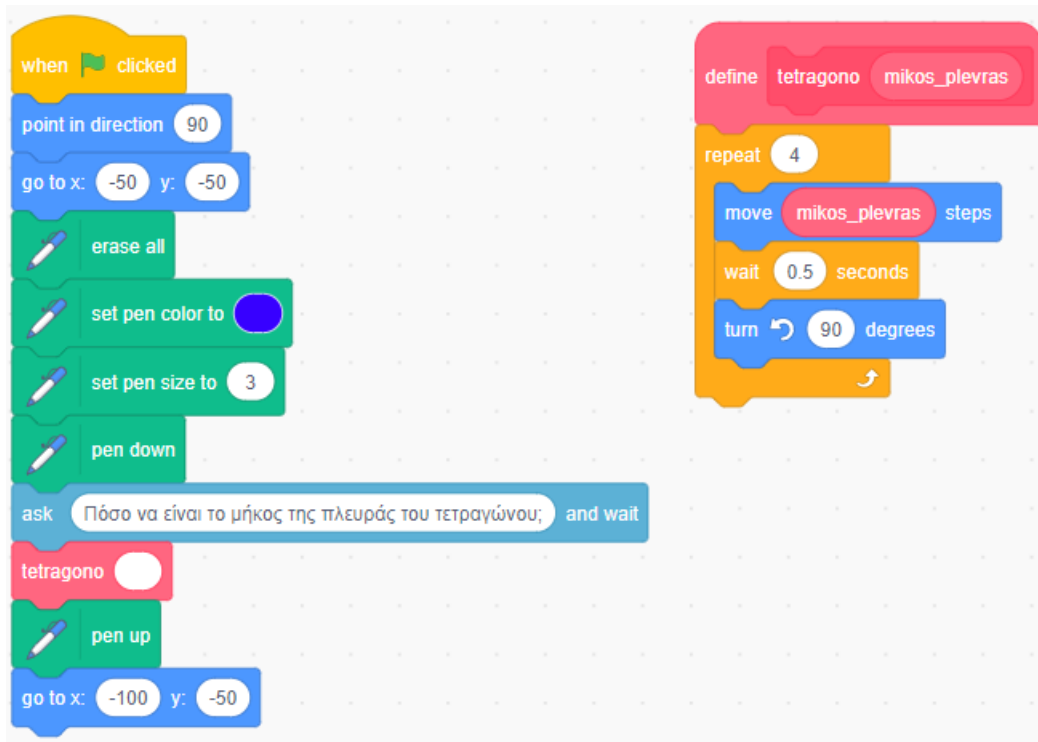 when clicked
point in direction 90
go to x: -50 y: -50
erase all
set pen color to
set pen size to 3
pen down
ask Πόσο να είναι το μήκος της πλευράς του τετραγώνου; and wait
tetragono
pen up
go to x: -100 y: -50
define tetragono mikos_plevras
repeat 4
move mikos_plevras steps
wait 0.5 seconds
turn 90 degrees